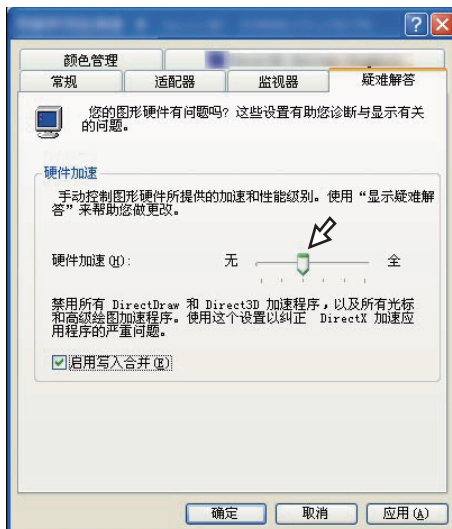 颜色管理
常规 适配器 监视器 疑难解答
您的图形硬件有问题吗? 这些设置有助您诊断与显示有关
的问题。
硬件加速
手动控制图形硬件所提供的加速和性能级别。使用“显示疑难解
答”来帮助您做更改。
硬件加速(H): 无 全
禁用所有 DirectDraw 和 Direct3D 加速程序，以及所有光标
和高级绘图加速程序。使用这个设置以纠正 DirectX 加速应
用程序的严重问题。
启用写入合并(E)
确定 取消 应用(A)